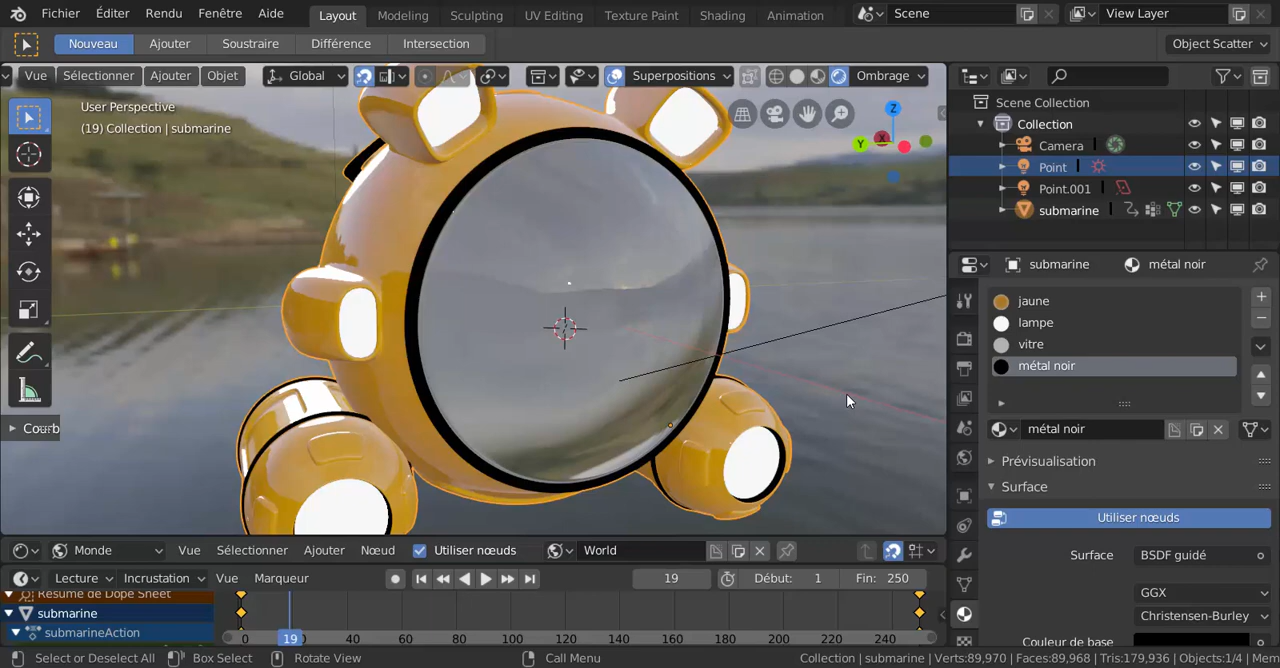 Fichier Éditer Rendu Fenêtre Aide Layout Modeling Sculpting UV Editing Texture Paint Shading Animation Scene View Layer
Nouveau Ajouter Soustraire Différence Intersection Object Scatter
Vue Sélectionner Ajouter Objet Global Superpositions Ombrage
User Perspective
(19) Collection | submarine
Z
X
Y
Scene Collection
Collection
Camera
Point
Point.001
submarine
submarine métal noir
jaune
lampe
vitre
métal noir
Courb
métal noir
Prévisualisation
Surface
Utiliser nœuds
Surface BSDF guidé
GGX
Christensen-Burley
Couleur de base
Monde Vue Sélectionner Ajouter Nœud Utiliser nœuds World
Lecture Incrustation Vue Marqueur 19 Début: 1 Fin: 250
Résumé de Dope Sheet
submarine
submarineAction
0 19 40 60 80 100 120 140 160 180 200 220 240
Select or Deselect All Box Select Rotate View Call Menu Collection | submarine | Verts:89,970 | Faces:89,968 | Tris:179,936 | Objects:1/4 | Mem